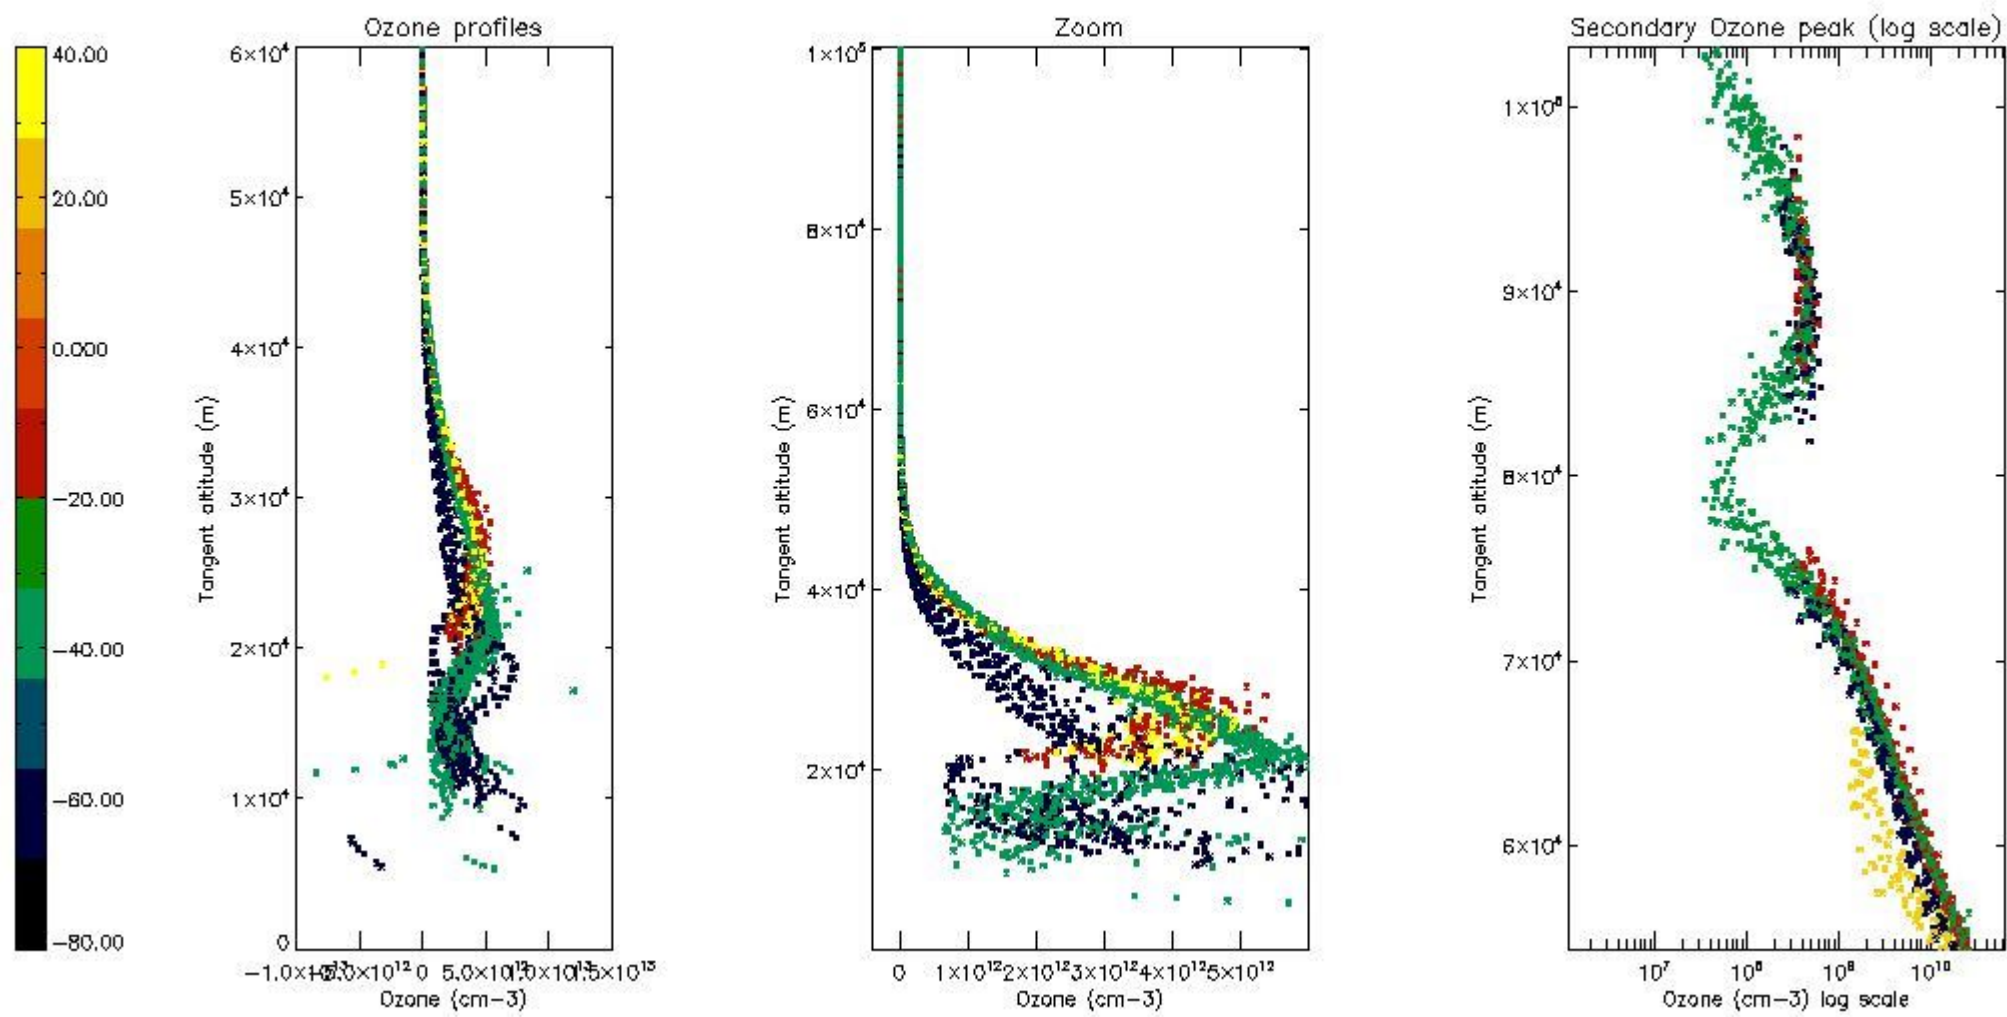 Ozone profiles
Zoom
Secondary Ozone peak (log scale)
40.00
20.00
0.000
−20.00
−40.00
−60.00
−80.00
6×10⁴
5×10⁴
4×10⁴
3×10⁴
2×10⁴
1×10⁴
0
Tangent altitude (m)
0
Ozone (cm−3)
1×10⁵
8×10⁴
6×10⁴
4×10⁴
2×10⁴
Tangent altitude (m)
0 1×10¹² 2×10¹² 3×10¹² 4×10¹² 5×10¹²
Ozone (cm−3)
1×10⁵
9×10⁴
8×10⁴
7×10⁴
6×10⁴
Tangent altitude (m)
10⁷ 10⁸ 10⁹ 10¹⁰
Ozone (cm−3) log scale